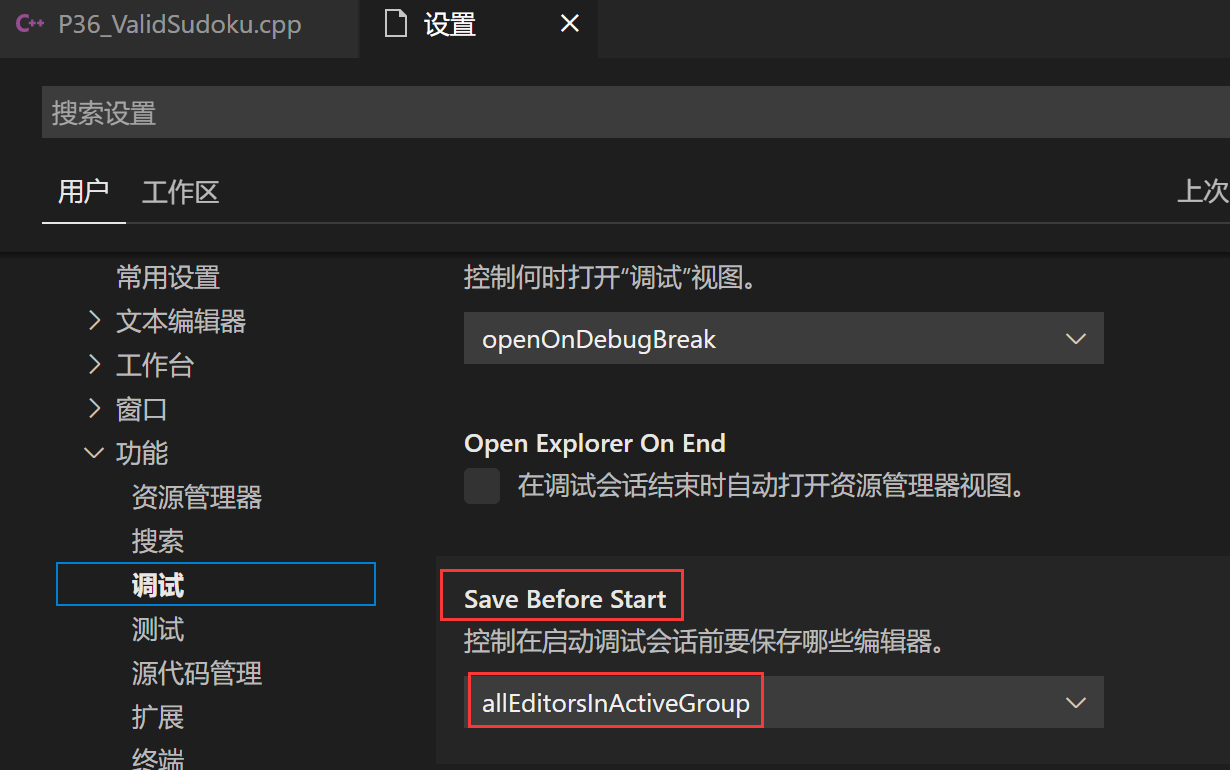 C++ P36_ValidSudoku.cpp 设置
搜索设置
用户 工作区 上次
常用设置
文本编辑器
工作台
窗口
功能
资源管理器
搜索
调试
测试
源代码管理
扩展
终端
控制何时打开“调试”视图。
openOnDebugBreak
Open Explorer On End
在调试会话结束时自动打开资源管理器视图。
Save Before Start
控制在启动调试会话前要保存哪些编辑器。
allEditorsInActiveGroup